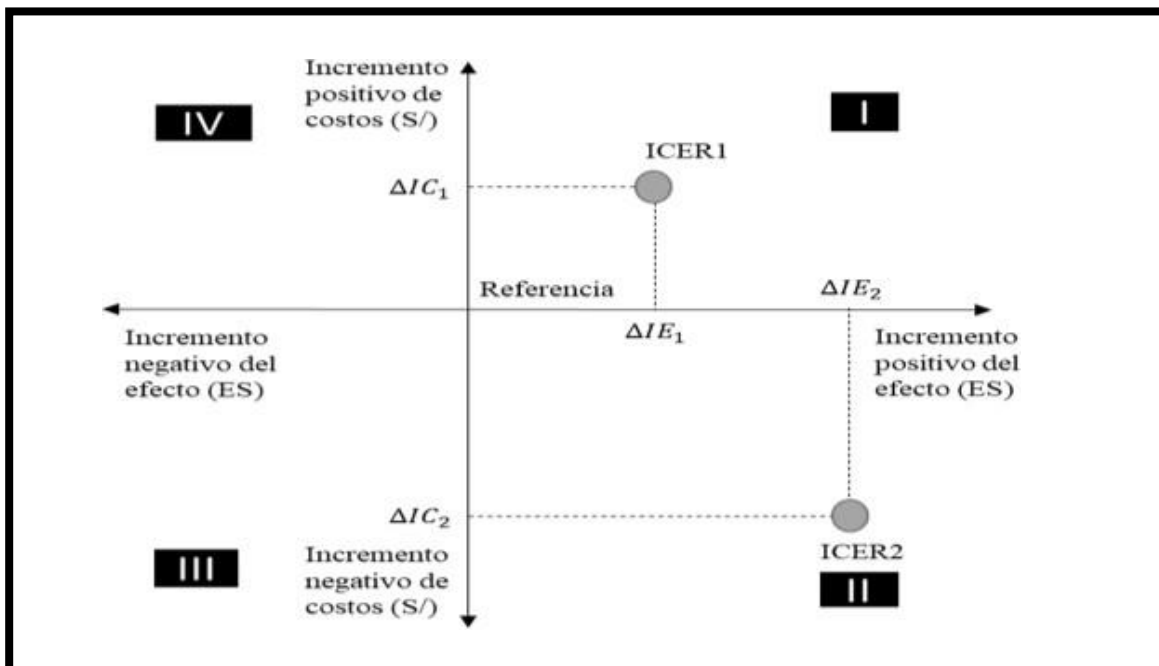 Incremento
positivo de
costos (S/)
IV
I
ICER1
ΔIC₁
Referencia
ΔIE₂
ΔIE₁
Incremento
negativo del
efecto (ES)
Incremento
positivo del
efecto (ES)
ΔIC₂
ICER2
III
Incremento
negativo de
costos (S/)
II